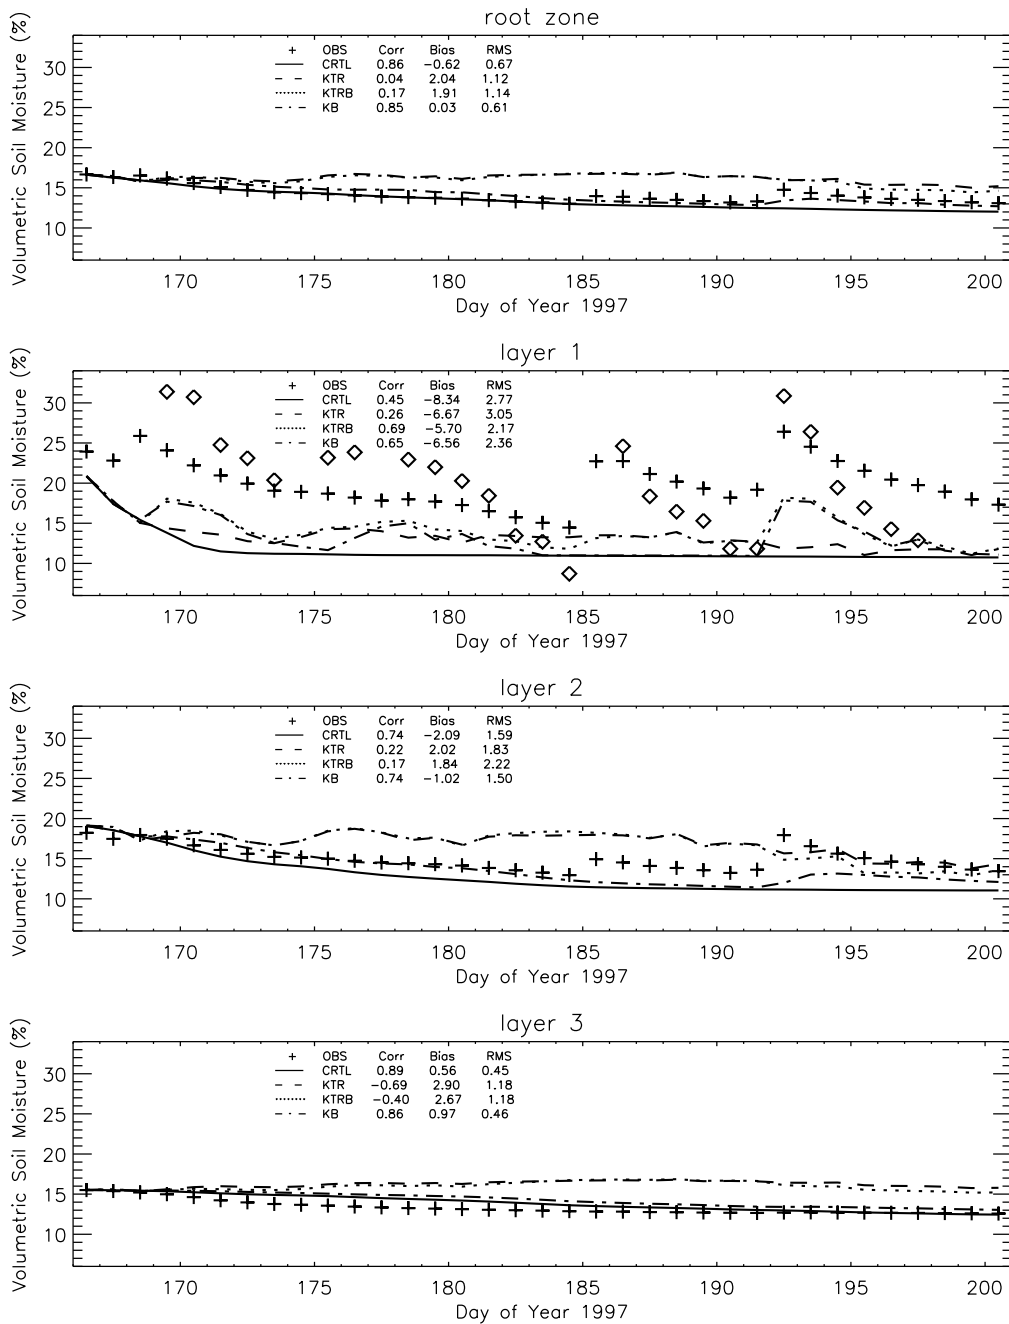 root zone
Volumetric Soil Moisture (%)
+ OBS Corr Bias RMS
CRTL 0.86 −0.62 0.67
KTR 0.04 2.04 1.12
KTRB 0.17 1.91 1.14
KB 0.85 0.03 0.61
30
25
20
15
10
170 175 180 185 190 195 200
Day of Year 1997
layer 1
Volumetric Soil Moisture (%)
+ OBS Corr Bias RMS
CRTL 0.45 −8.34 2.77
KTR 0.26 −6.67 3.05
KTRB 0.69 −5.70 2.17
KB 0.65 −6.56 2.36
30
25
20
15
10
170 175 180 185 190 195 200
Day of Year 1997
layer 2
Volumetric Soil Moisture (%)
+ OBS Corr Bias RMS
CRTL 0.74 −2.09 1.59
KTR 0.22 2.02 1.83
KTRB 0.17 1.84 2.22
KB 0.74 −1.02 1.50
30
25
20
15
10
170 175 180 185 190 195 200
Day of Year 1997
layer 3
Volumetric Soil Moisture (%)
+ OBS Corr Bias RMS
CRTL 0.89 0.56 0.45
KTR −0.69 2.90 1.18
KTRB −0.40 2.67 1.18
KB 0.86 0.97 0.46
30
25
20
15
10
170 175 180 185 190 195 200
Day of Year 1997